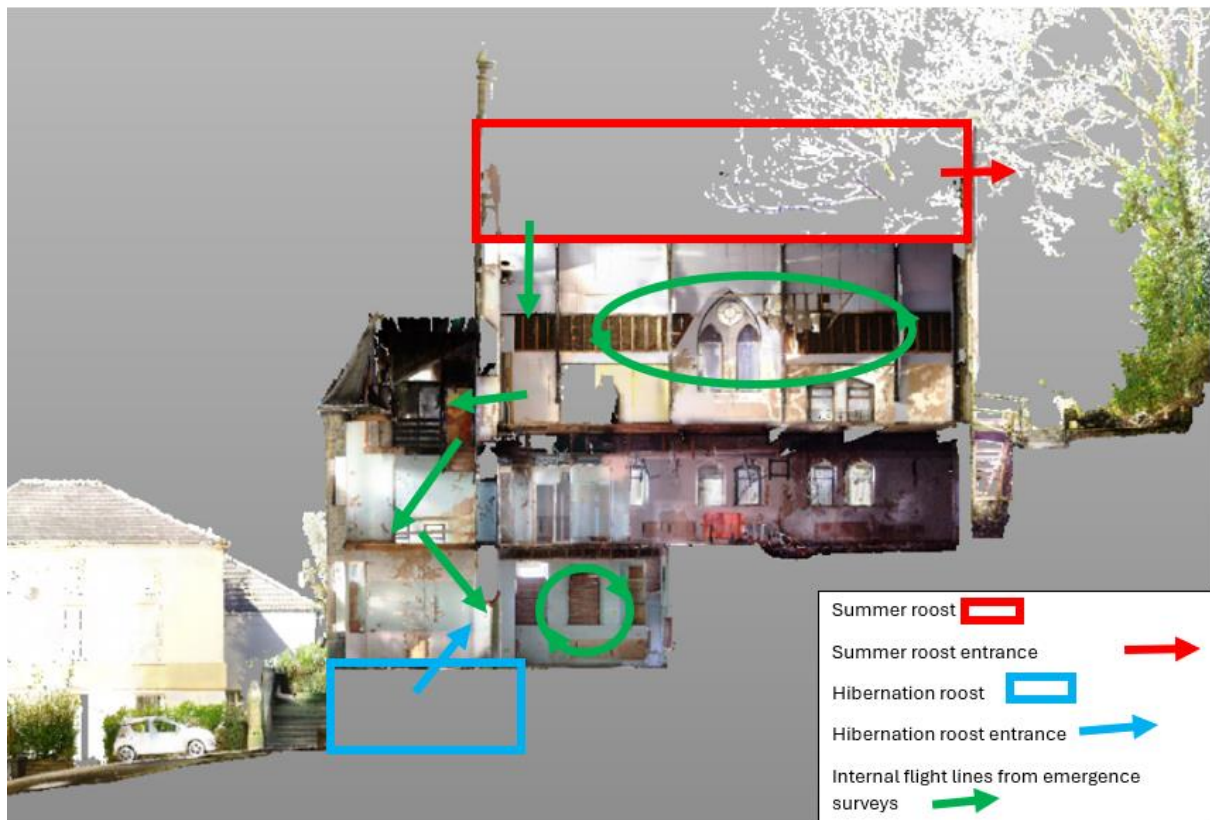 Summer roost
Summer roost entrance
Hibernation roost
Hibernation roost entrance
Internal flight lines from emergence
surveys